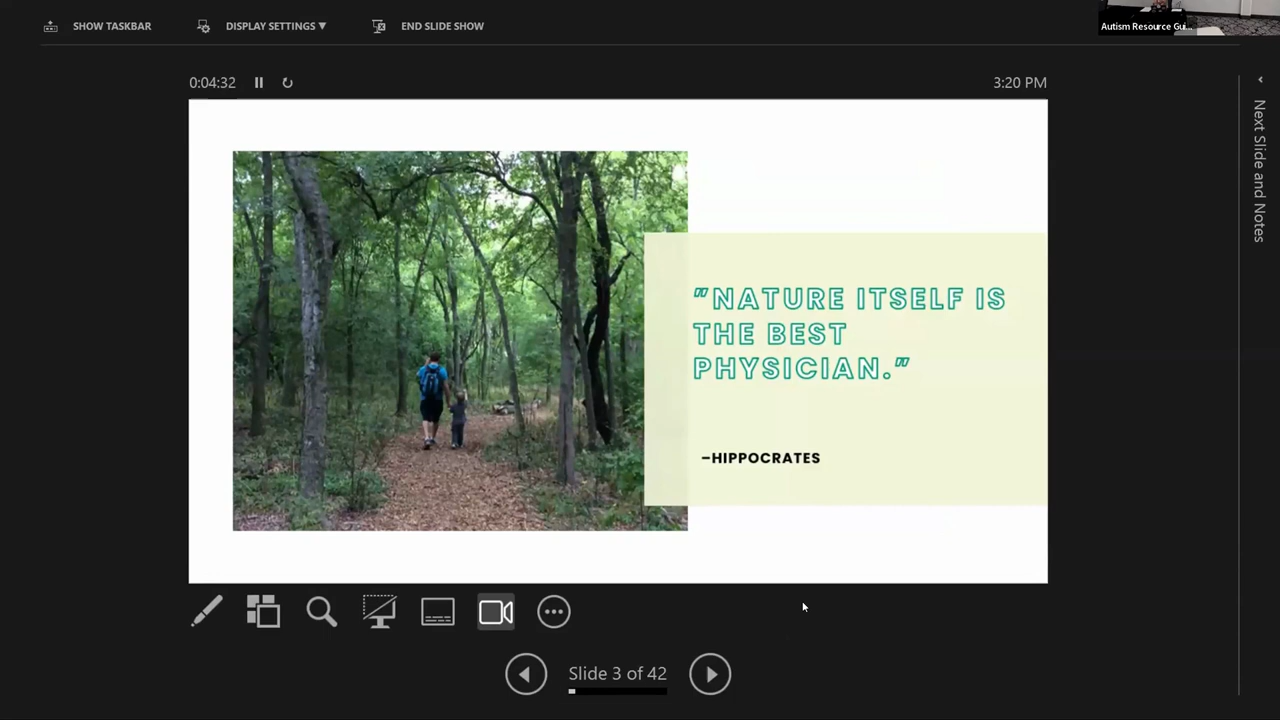 SHOW TASKBAR
DISPLAY SETTINGS ▼
END SLIDE SHOW
Autism Resource Gui...
0:04:32
3:20 PM
Next Slide and Notes
"NATURE ITSELF IS
THE BEST
PHYSICIAN."
–HIPPOCRATES
Slide 3 of 42